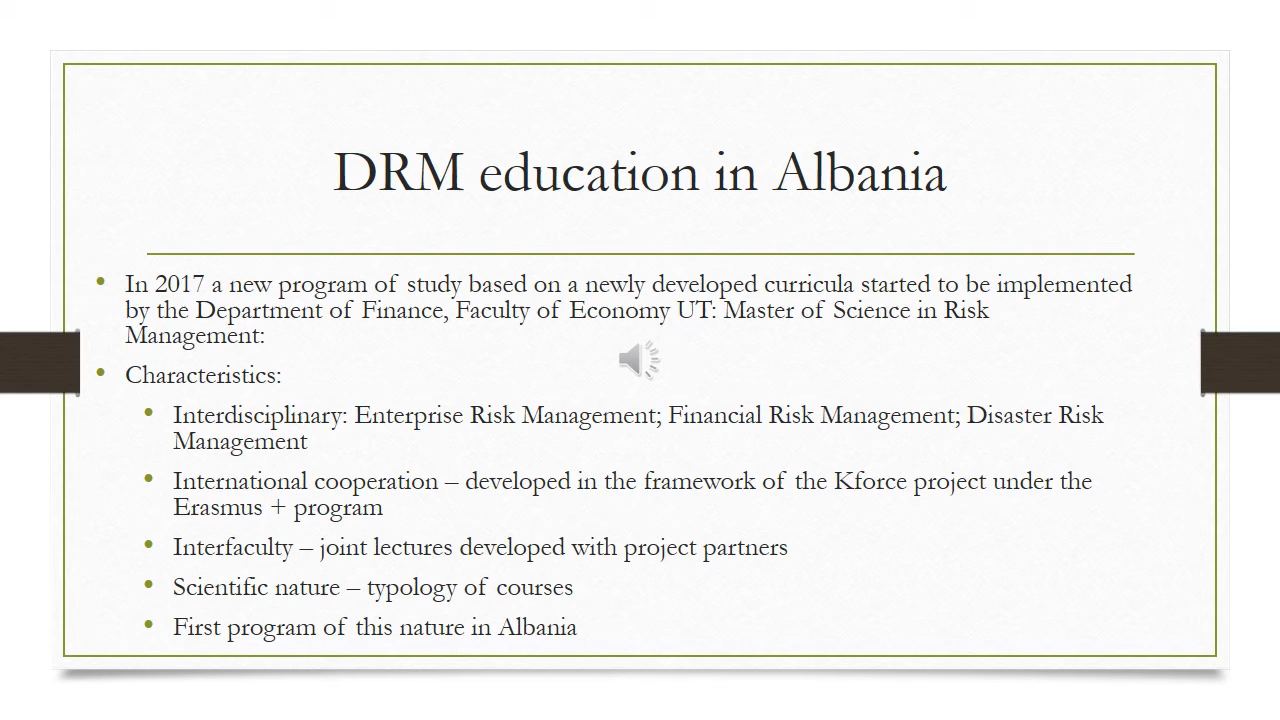 DRM education in Albania
• In 2017 a new program of study based on a newly developed curricula started to be implemented
by the Department of Finance, Faculty of Economy UT: Master of Science in Risk
Management:
• Characteristics:
• Interdisciplinary: Enterprise Risk Management; Financial Risk Management; Disaster Risk
Management
• International cooperation – developed in the framework of the Kforce project under the
Erasmus + program
• Interfaculty – joint lectures developed with project partners
• Scientific nature – typology of courses
• First program of this nature in Albania